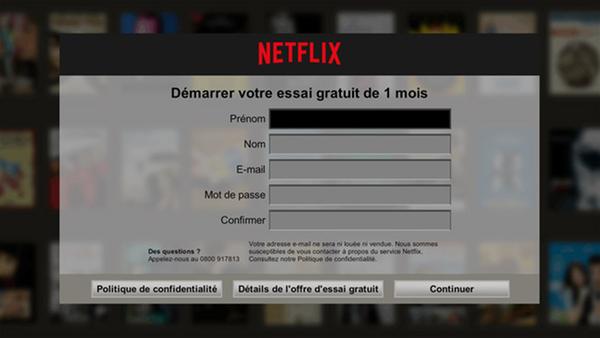 NETFLIX
Démarrer votre essai gratuit de 1 mois
Prénom
Nom
E-mail
Mot de passe
Confirmer
Des questions ?
Appelez-nous au 0800 917813
Votre adresse e-mail ne sera ni louée ni vendue. Nous sommes
susceptibles de vous contacter à propos du service Netflix.
Consultez notre Politique de confidentialité.
Politique de confidentialité
Détails de l'offre d'essai gratuit
Continuer